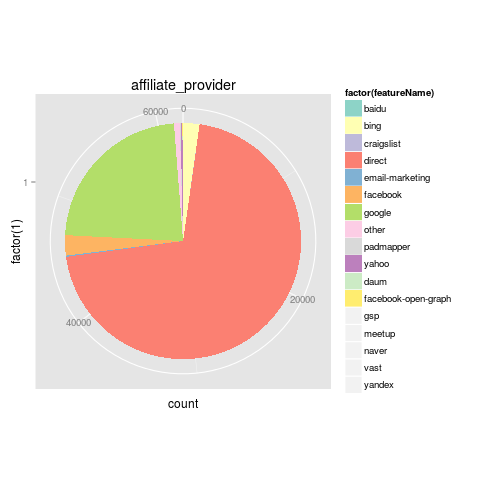 affiliate_provider
60000
0
1
20000
40000
factor(1)
count
factor(featureName)
baidu
bing
craigslist
direct
email-marketing
facebook
google
other
padmapper
yahoo
daum
facebook-open-graph
gsp
meetup
naver
vast
yandex